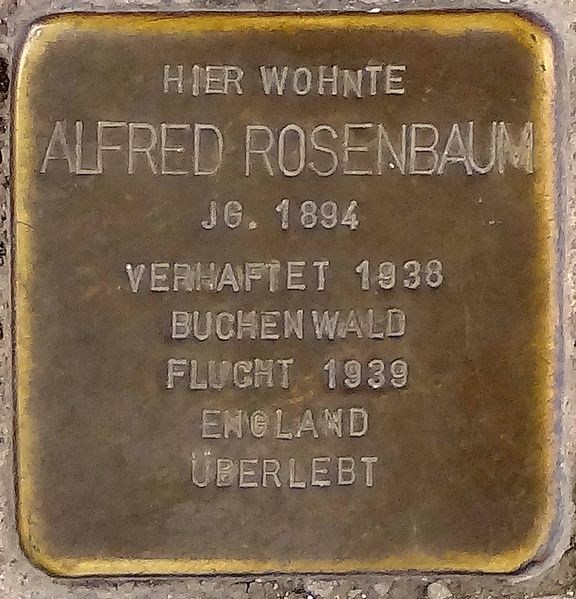 HIER WOHNTE
ALFRED ROSENBAUM
JG. 1894
VERHAFTET 1938
BUCHENWALD
FLUCHT 1939
ENGLAND
ÜBERLEBT